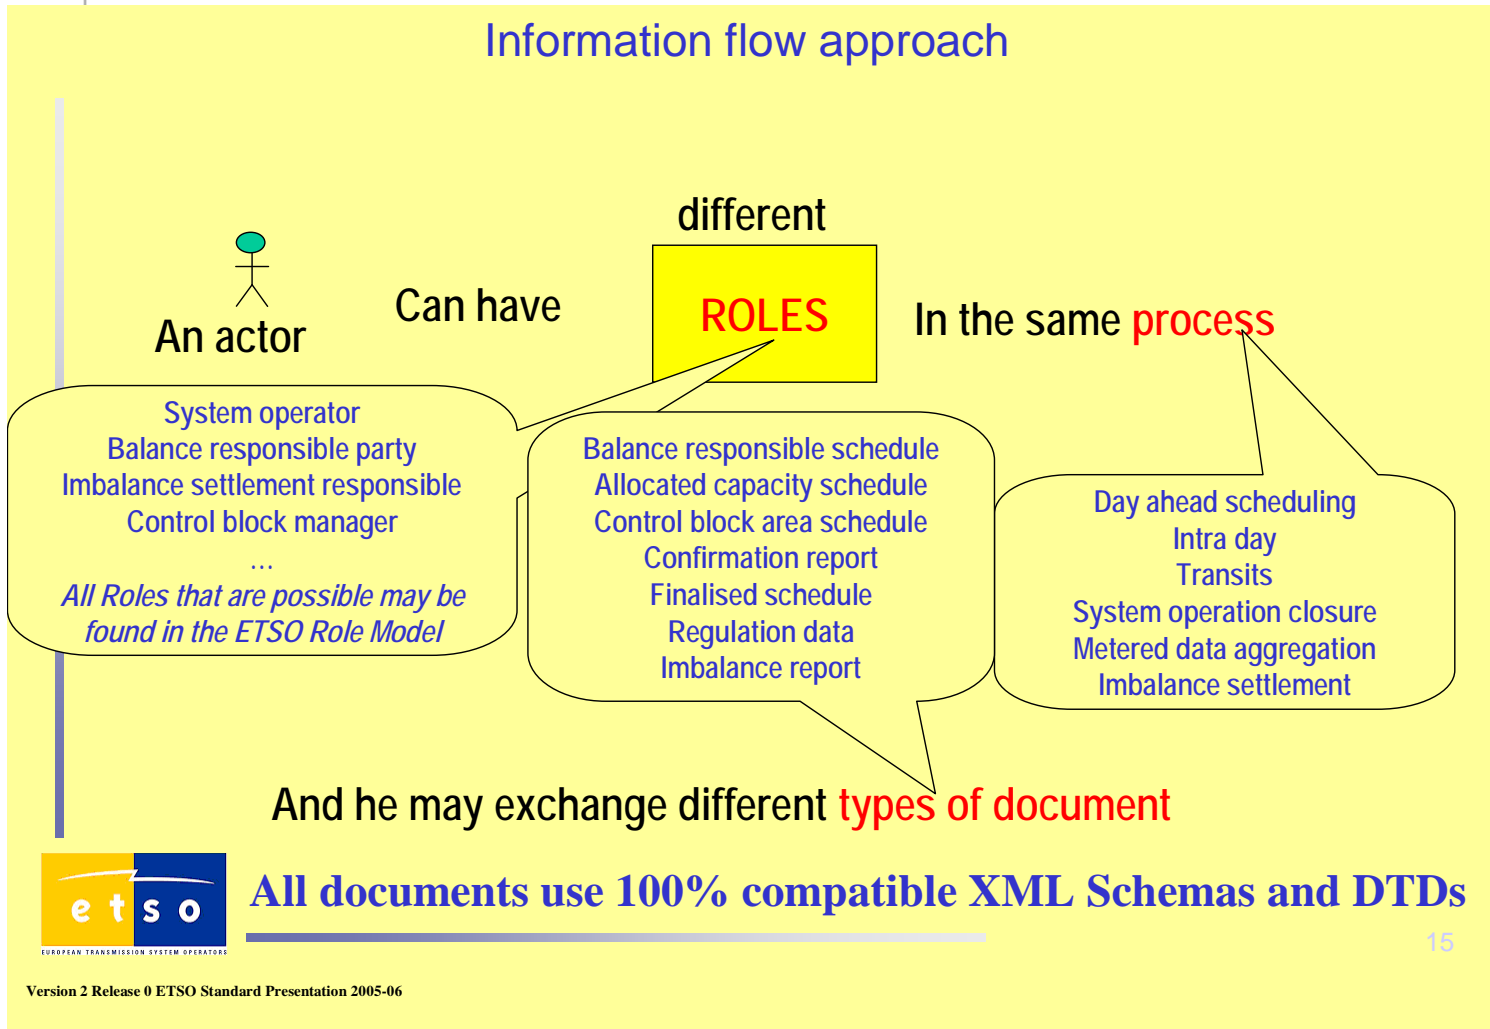 Information flow approach
different
ROLES
Can have
In the same process
An actor
System operator
Balance responsible party
Imbalance settlement responsible
Control block manager
…
All Roles that are possible may be
found in the ETSO Role Model
Balance responsible schedule
Allocated capacity schedule
Control block area schedule
Confirmation report
Finalised schedule
Regulation data
Imbalance report
Day ahead scheduling
Intra day
Transits
System operation closure
Metered data aggregation
Imbalance settlement
And he may exchange different types of document
etso
EUROPEAN TRANSMISSION SYSTEM OPERATORS
All documents use 100% compatible XML Schemas and DTDs
15
Version 2 Release 0 ETSO Standard Presentation 2005-06